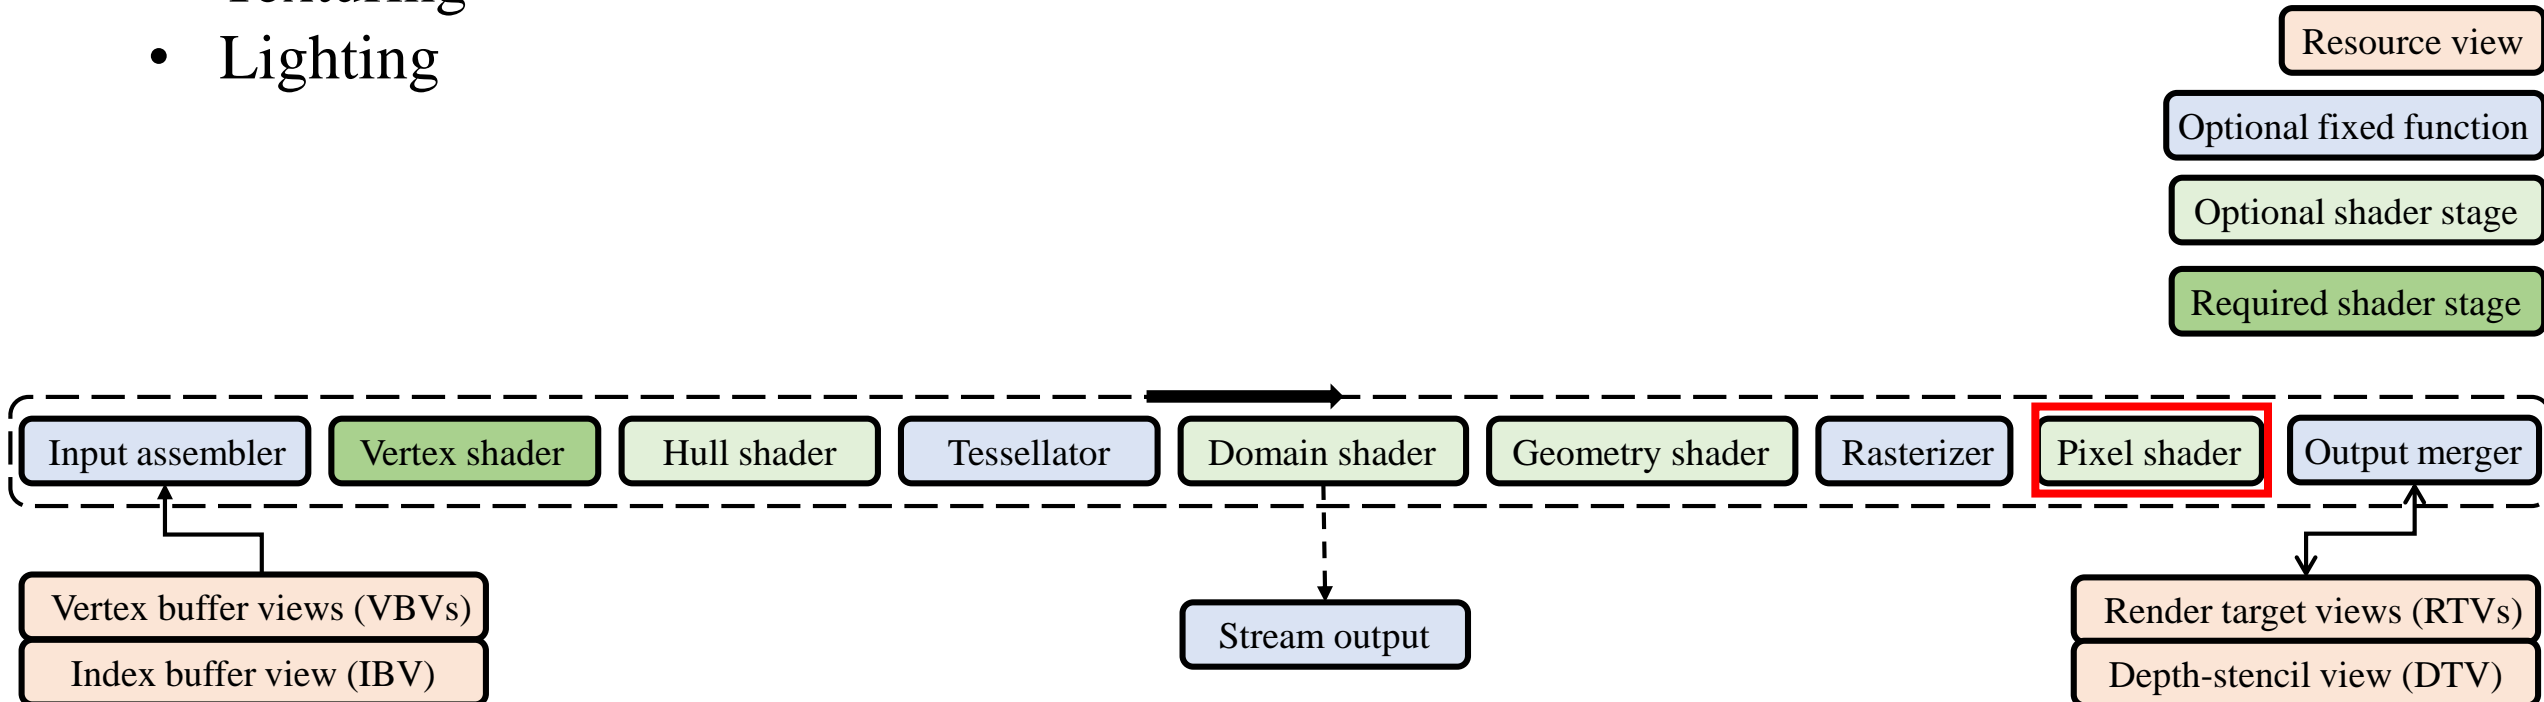 Texturing
• Lighting
Resource view
Optional fixed function
Optional shader stage
Required shader stage
Input assembler
Vertex shader
Hull shader
Tessellator
Domain shader
Geometry shader
Rasterizer
Pixel shader
Output merger
Vertex buffer views (VBVs)
Index buffer view (IBV)
Stream output
Render target views (RTVs)
Depth-stencil view (DTV)